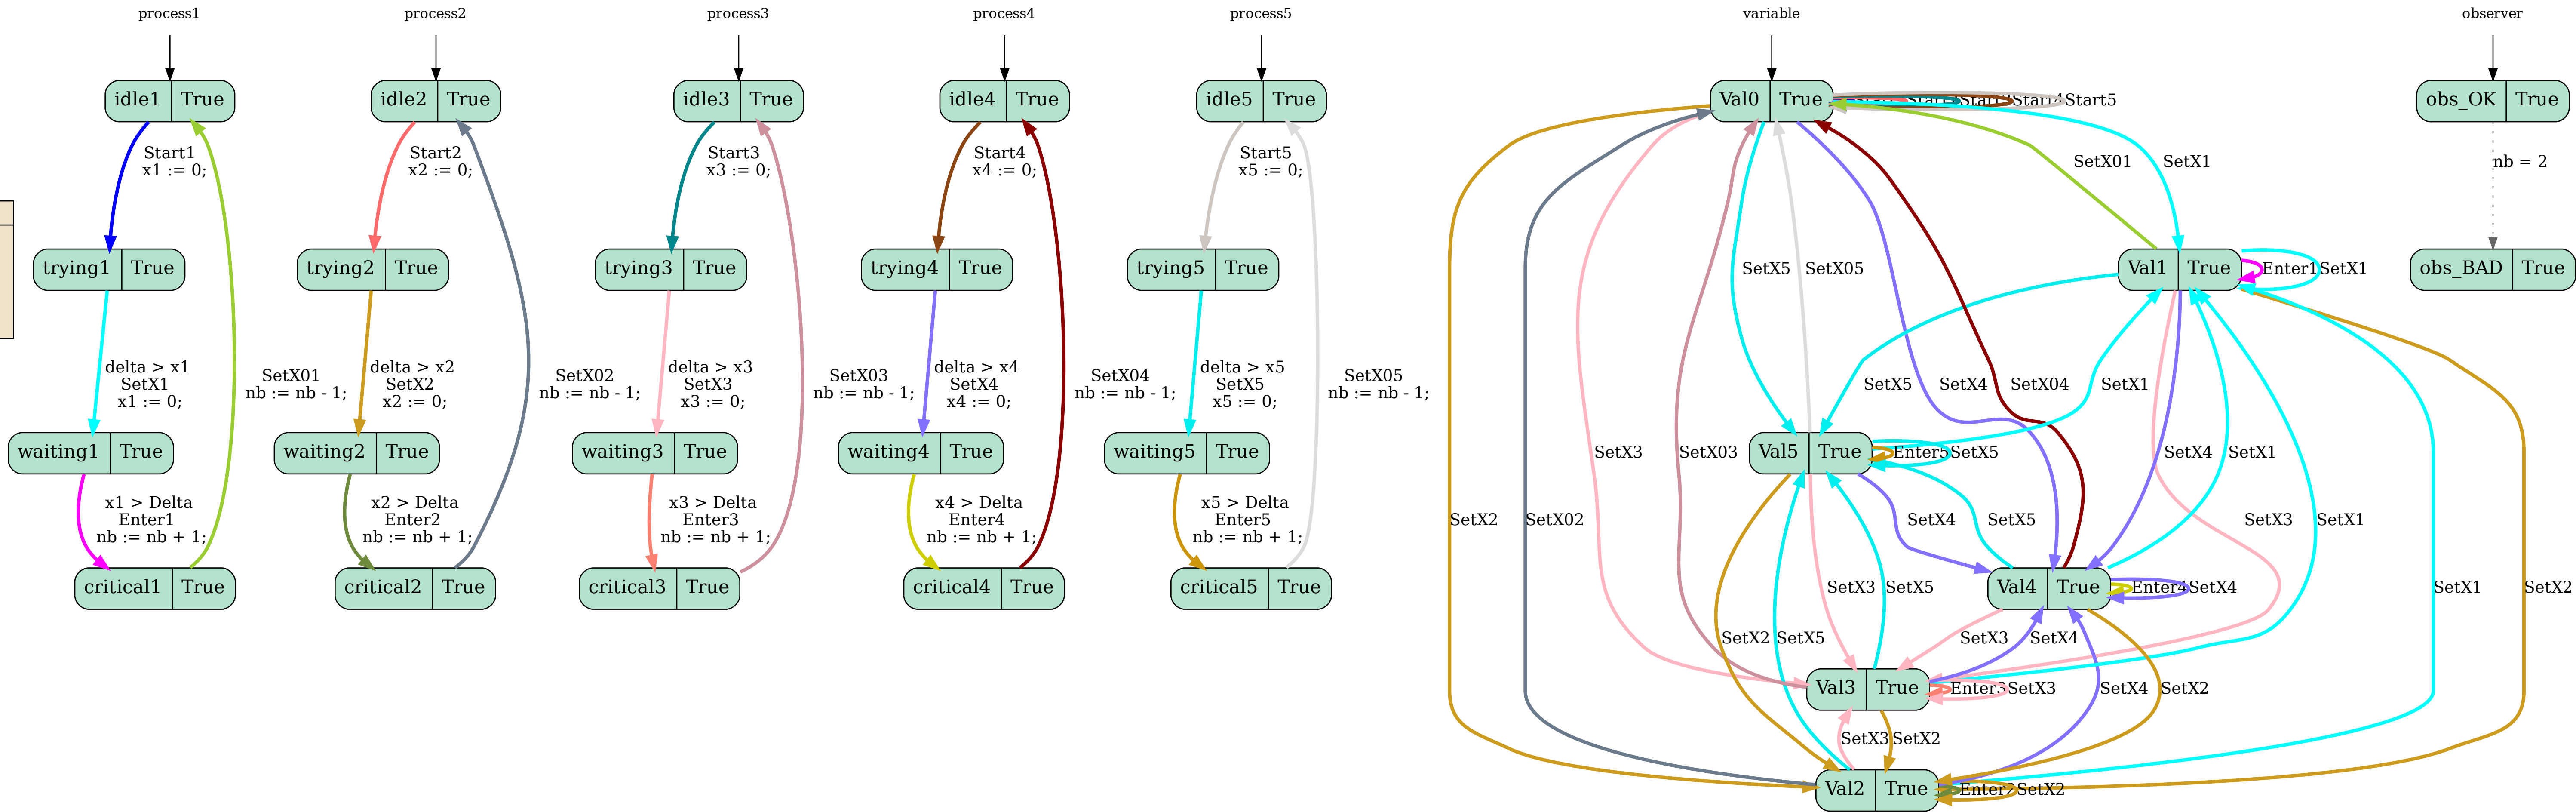 process1
process2
process3
process4
process5
variable
observer
idle1 True
idle2 True
idle3 True
idle4 True
idle5 True
Val0 True
Start4
Start5
obs_OK True
Start1
x1 := 0;
Start2
x2 := 0;
Start3
x3 := 0;
Start4
x4 := 0;
Start5
x5 := 0;
SetX01
SetX1
nb = 2
trying1 True
trying2 True
trying3 True
trying4 True
trying5 True
SetX5
SetX05
Val1 True
Enter1
SetX1
obs_BAD True
delta > x1
SetX1
x1 := 0;
SetX01
nb := nb - 1;
delta > x2
SetX2
x2 := 0;
SetX02
nb := nb - 1;
delta > x3
SetX3
x3 := 0;
SetX03
nb := nb - 1;
delta > x4
SetX4
x4 := 0;
SetX04
nb := nb - 1;
delta > x5
SetX5
x5 := 0;
SetX05
nb := nb - 1;
SetX5
SetX4
SetX04
SetX1
waiting1 True
waiting2 True
waiting3 True
waiting4 True
waiting5 True
SetX3
SetX03
Val5 True
Enter5
SetX5
SetX4
SetX1
x1 > Delta
Enter1
nb := nb + 1;
x2 > Delta
Enter2
nb := nb + 1;
x3 > Delta
Enter3
nb := nb + 1;
x4 > Delta
Enter4
nb := nb + 1;
x5 > Delta
Enter5
nb := nb + 1;
SetX2
SetX02
SetX4
SetX5
SetX3
SetX1
critical1 True
critical2 True
critical3 True
critical4 True
critical5 True
SetX3
SetX5
Val4 True
Enter4
SetX4
SetX1
SetX2
SetX2
SetX5
SetX3
SetX4
Val3 True
Enter3
SetX3
SetX4
SetX2
SetX3
SetX2
Val2 True
Enter2
SetX2